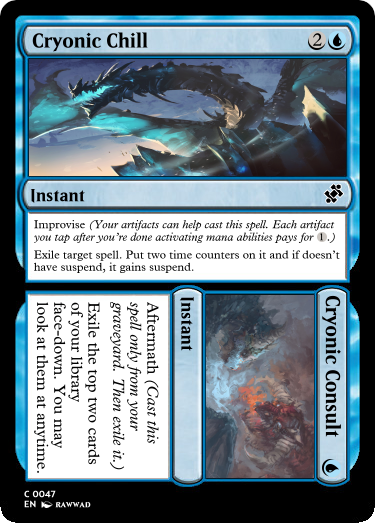 Cryonic Chill 2
Instant
Improvise (Your artifacts can help cast this spell. Each artifact
you tap after you're done activating mana abilities pays for 1.)
Exile target spell. Put two time counters on it and if doesn't
have suspend, it gains suspend.
Cryonic Consult
Instant
Aftermath (Cast this
spell only from your
graveyard. Then exile it.)
Exile the top two cards
of your library
face-down. You may
look at them at anytime.
C 0047
EN RAWWAD